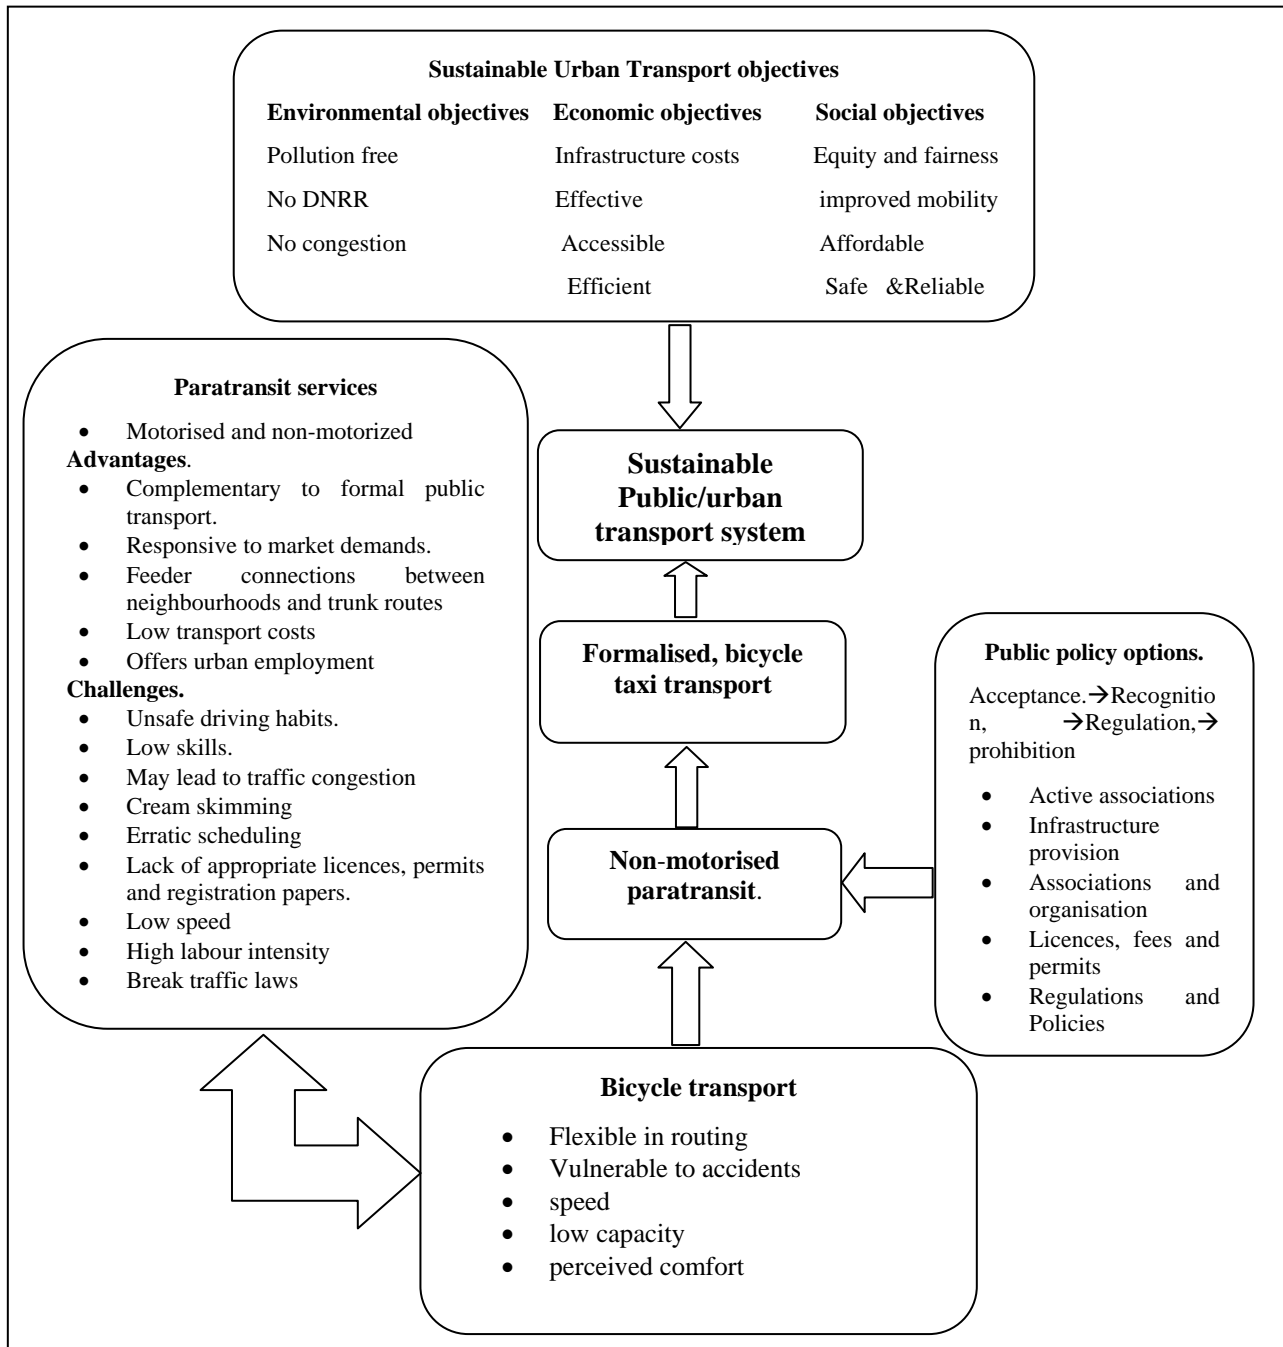 Sustainable Urban Transport objectives
Environmental objectives Economic objectives Social objectives
Pollution free Infrastructure costs Equity and fairness
No DNRR Effective improved mobility
No congestion Accessible Affordable
Efficient Safe &Reliable
Paratransit services
• Motorised and non-motorized
Advantages.
• Complementary to formal public
transport.
• Responsive to market demands.
• Feeder connections between
neighbourhoods and trunk routes
• Low transport costs
• Offers urban employment
Challenges.
• Unsafe driving habits.
• Low skills.
• May lead to traffic congestion
• Cream skimming
• Erratic scheduling
• Lack of appropriate licences, permits
and registration papers.
• Low speed
• High labour intensity
• Break traffic laws
Sustainable
Public/urban
transport system
Formalised, bicycle
taxi transport
Non-motorised
paratransit.
Public policy options.
Acceptance.→Recognitio
n, →Regulation,→
prohibition
• Active associations
• Infrastructure
provision
• Associations and
organisation
• Licences, fees and
permits
• Regulations and
Policies
Bicycle transport
• Flexible in routing
• Vulnerable to accidents
• speed
• low capacity
• perceived comfort